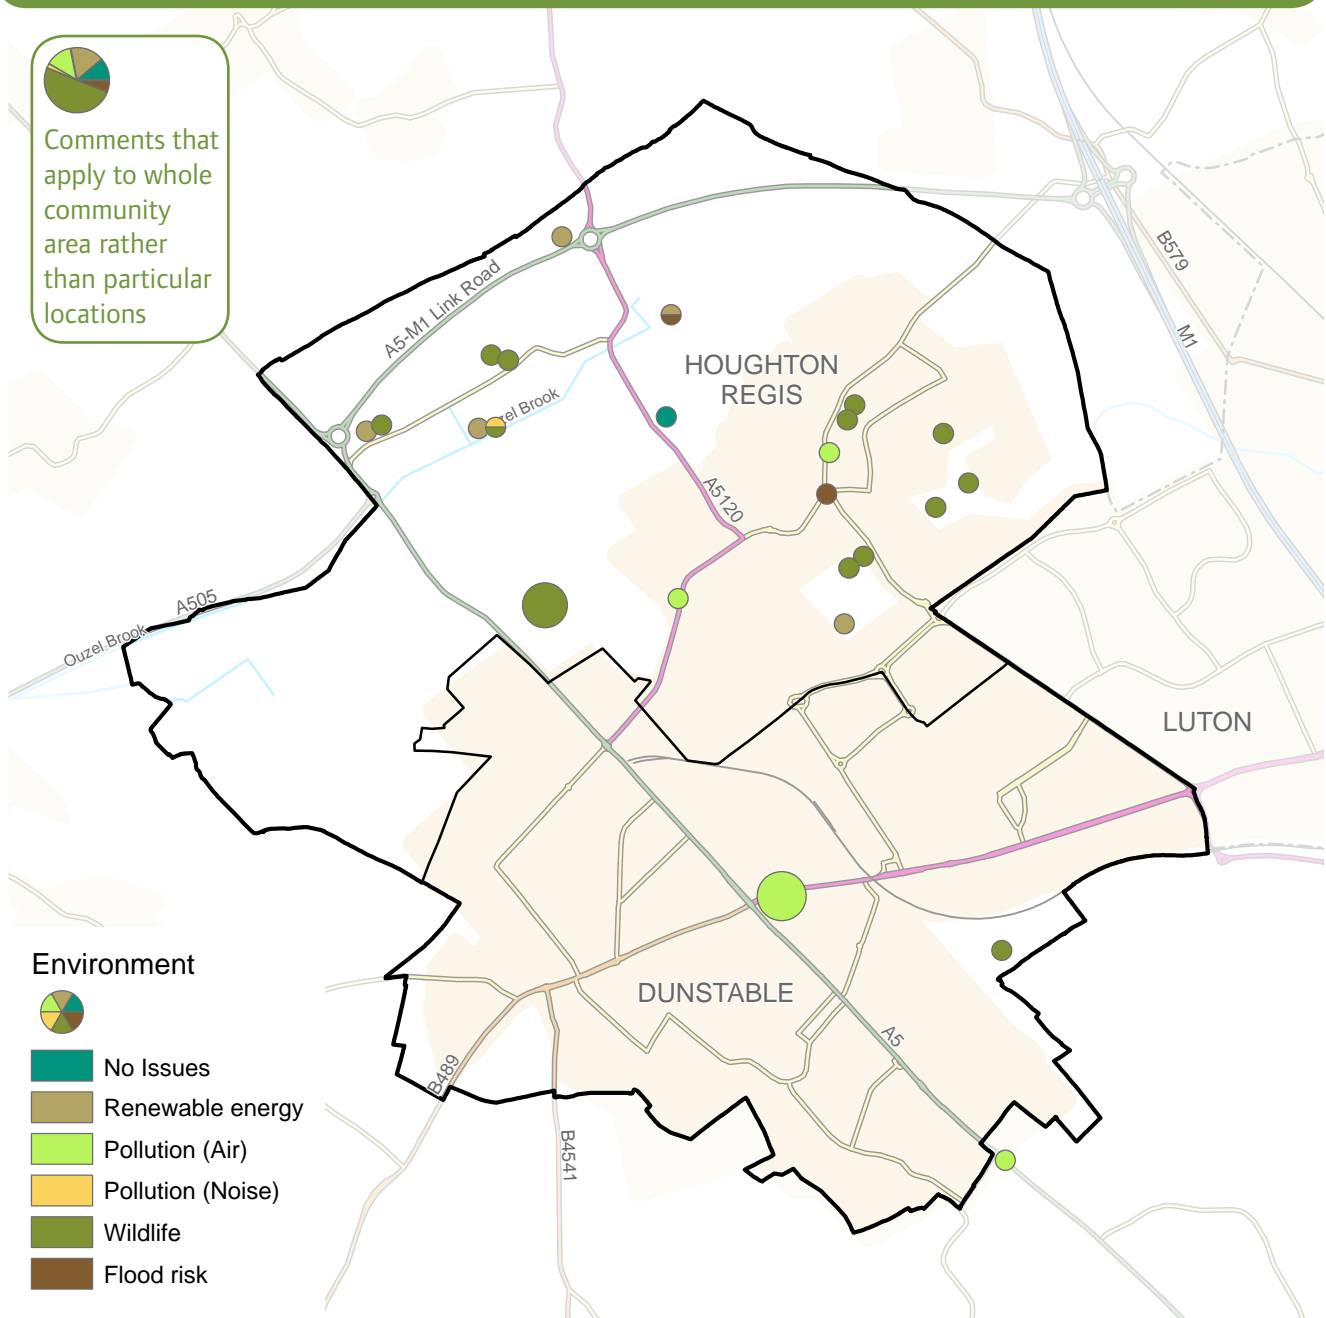 Comments that
apply to whole
community
area rather
than particular
locations
A5-M1 Link Road
B579
M1
HOUGHTON
REGIS
zel Brook
A5120
A505
Ouzel Brook
LUTON
DUNSTABLE
A5
B489
B4541
Environment
No Issues
Renewable energy
Pollution (Air)
Pollution (Noise)
Wildlife
Flood risk